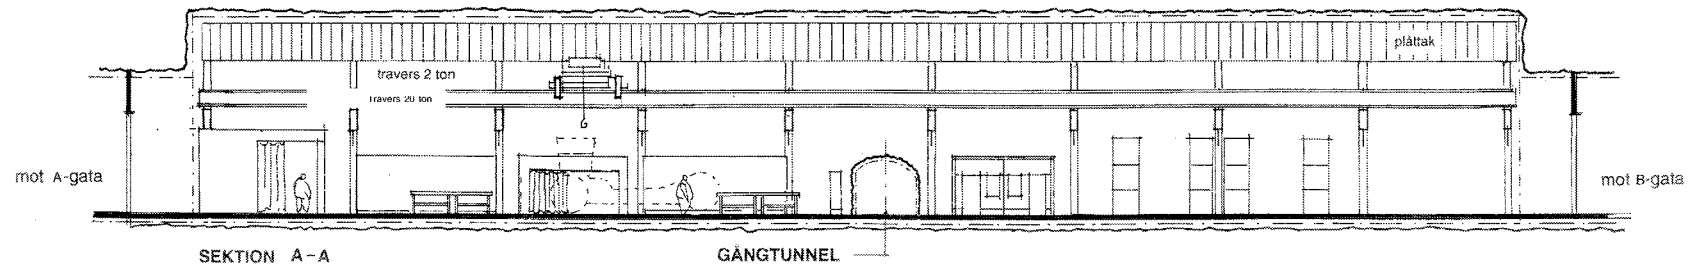 plåttak
travers 2 ton
Travers 20 ton
mot A-gata
mot B-gata
SEKTION A-A
GÅNGTUNNEL